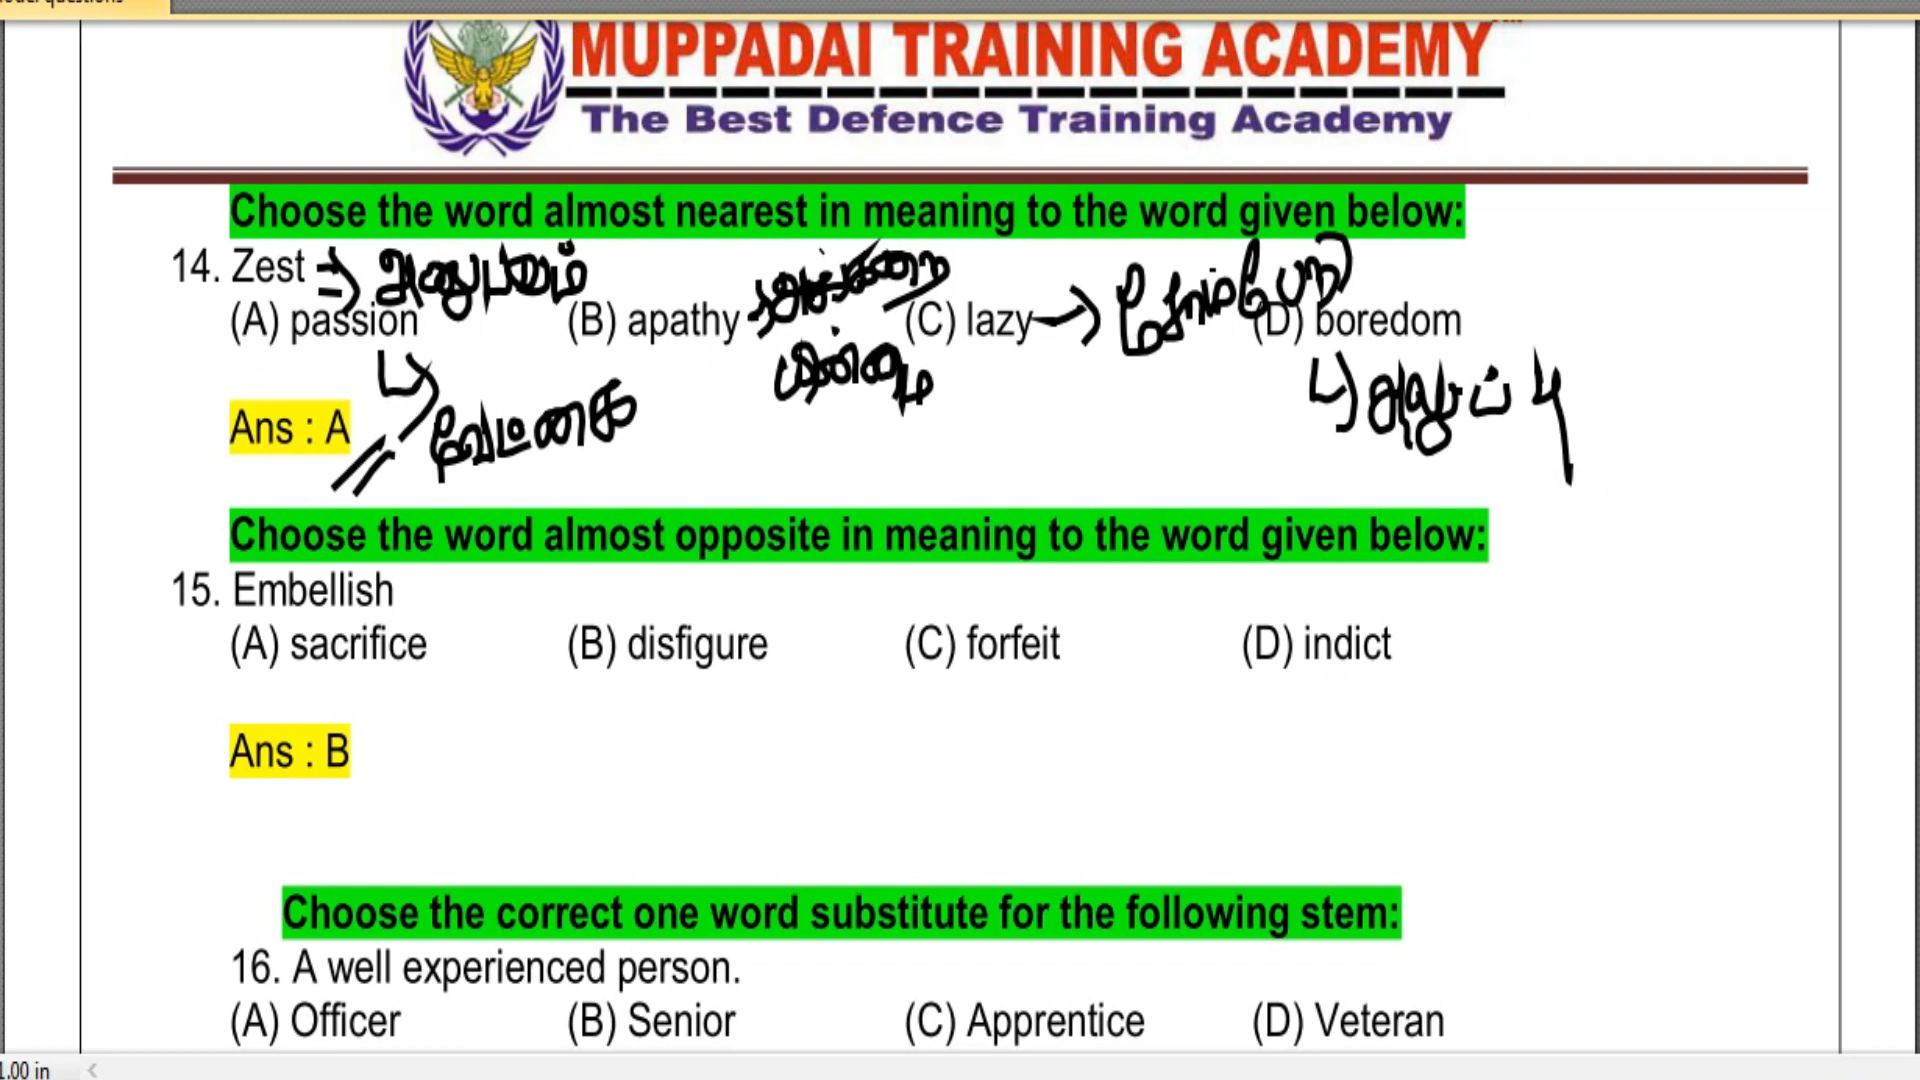 MUPPADAI TRAINING ACADEMY
The Best Defence Training Academy
Choose the word almost nearest in meaning to the word given below:
14. Zest
(A) passion (B) apathy (C) lazy சோம்பேறி (D) boredom
வேட்கை
Ans : A
Choose the word almost opposite in meaning to the word given below:
15. Embellish
(A) sacrifice (B) disfigure (C) forfeit (D) indict
Ans : B
Choose the correct one word substitute for the following stem:
16. A well experienced person.
(A) Officer (B) Senior (C) Apprentice (D) Veteran
1.00 in